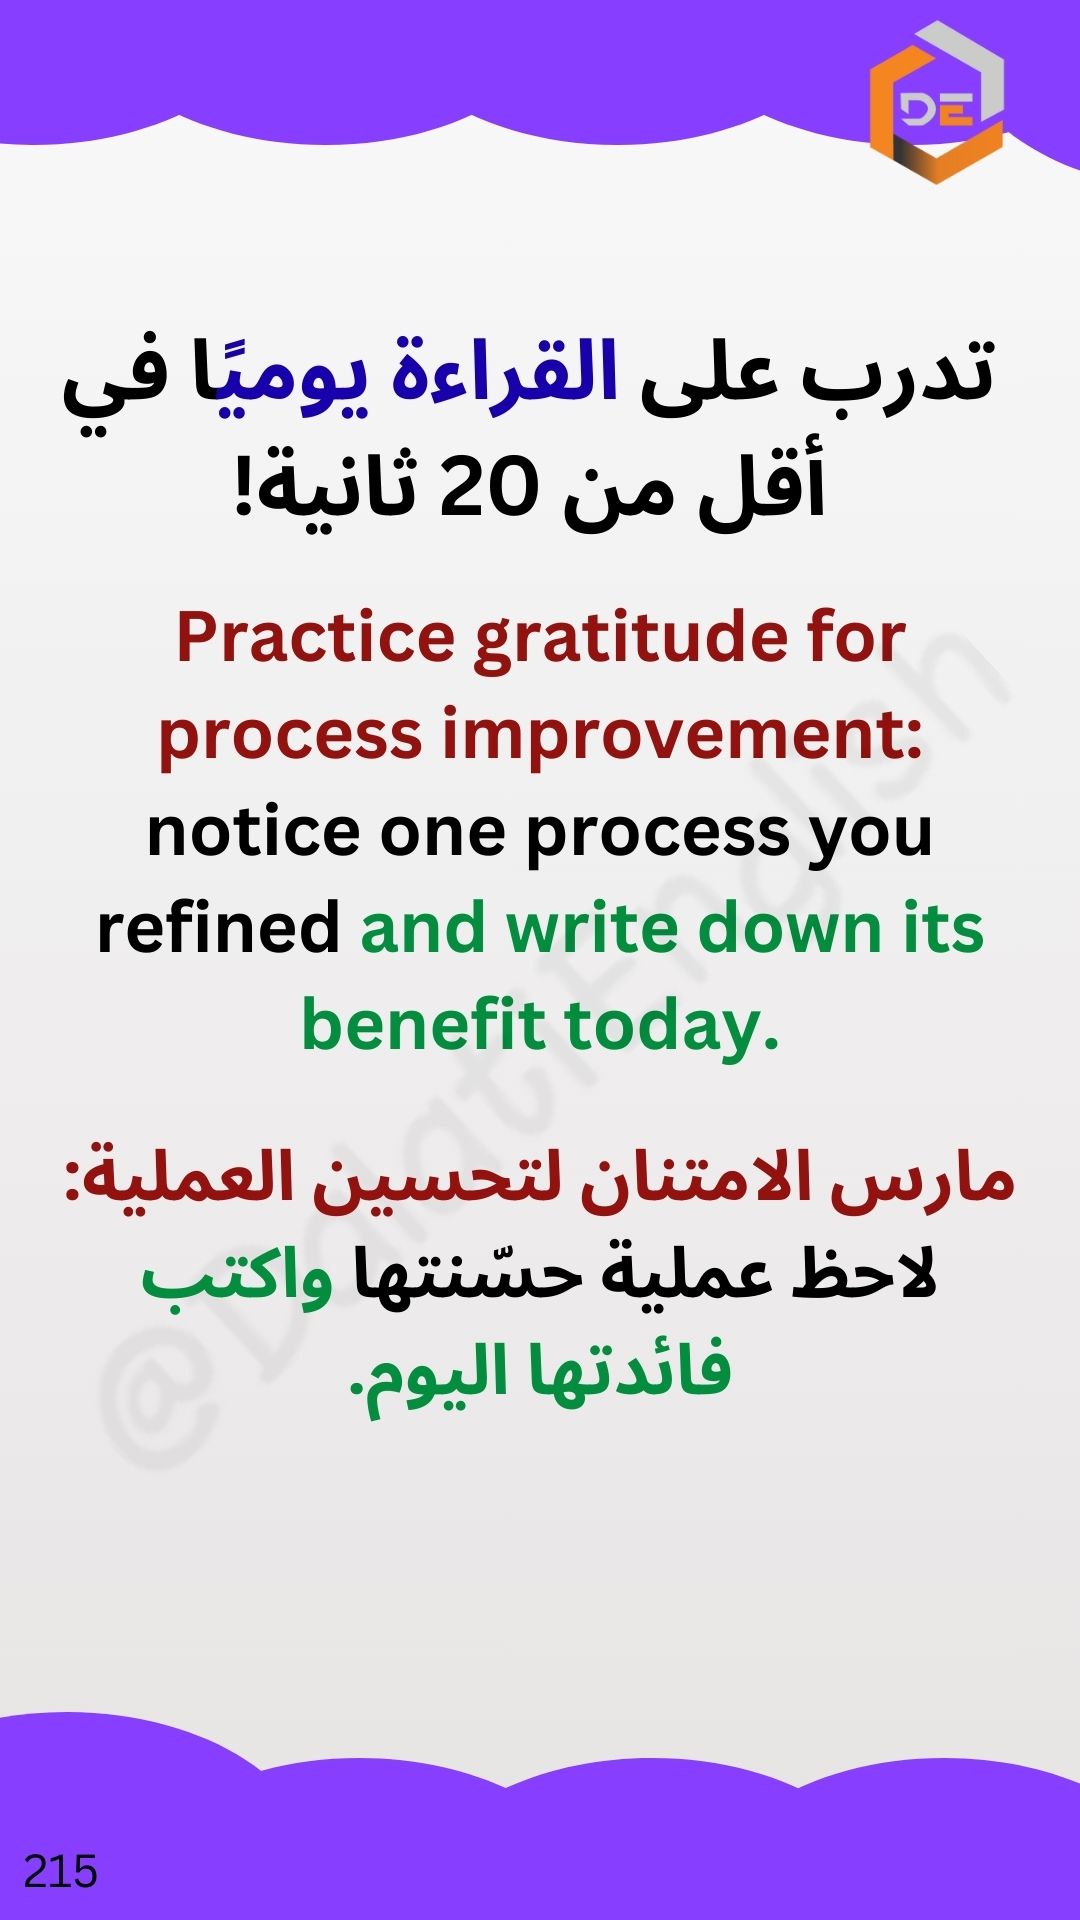 DE
تدرب على القراءة يوميًا في
أقل من 20 ثانية!
Practice gratitude for
process improvement:
notice one process you
refined and write down its
benefit today.
مارس الامتنان لتحسين العملية:
لاحظ عملية حسّنتها واكتب
فائدتها اليوم.
@DalatiEnglish
215